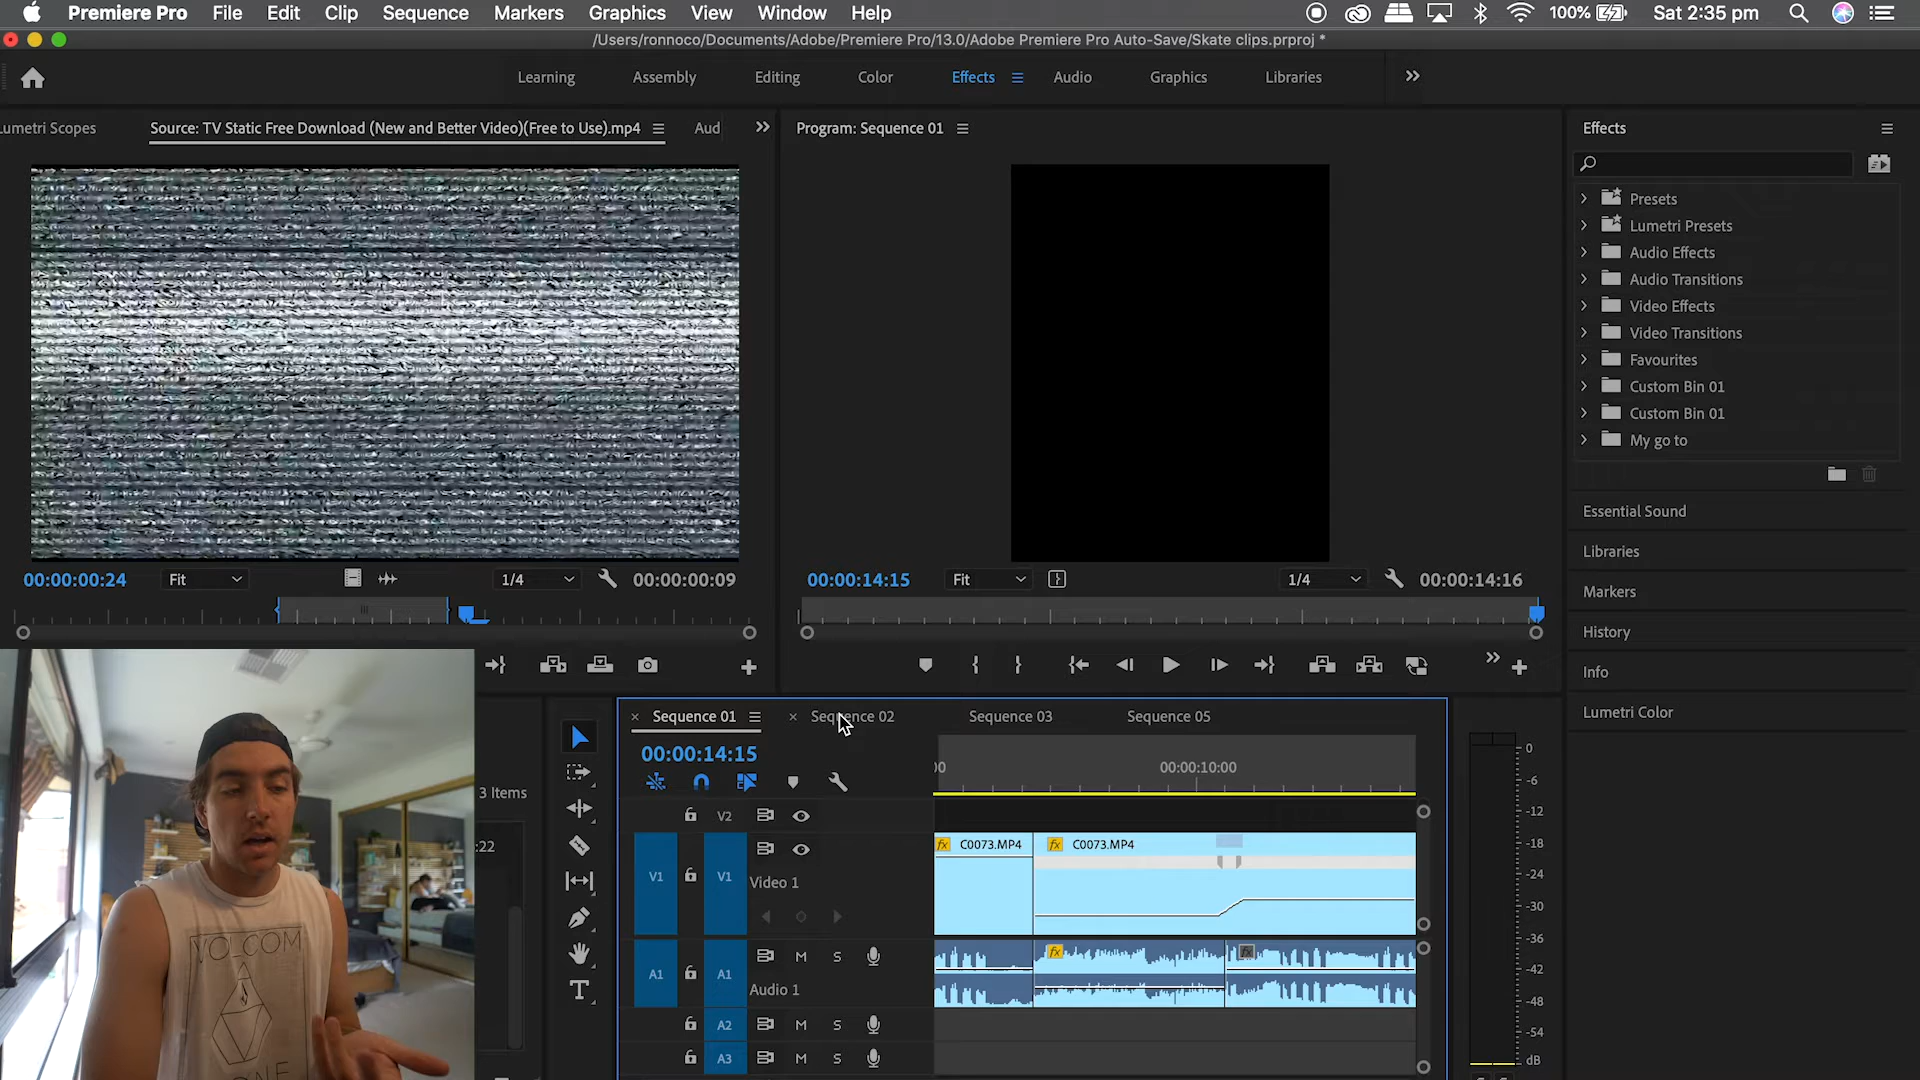 Premiere Pro File Edit Clip Sequence Markers Graphics View Window Help 100% Sat 2:35 pm
/Users/ronnoco/Documents/Adobe/Premiere Pro/13.0/Adobe Premiere Pro Auto-Save/Skate clips.prproj *
Learning Assembly Editing Color Effects Audio Graphics Libraries
umetri Scopes Source: TV Static Free Download (New and Better Video)(Free to Use).mp4 Aud
Program: Sequence 01
Effects
Presets
Lumetri Presets
Audio Effects
Audio Transitions
Video Effects
Video Transitions
Favourites
Custom Bin 01
Custom Bin 01
My go to
Essential Sound
Libraries
Markers
History
Info
Lumetri Color
00:00:00:24 Fit 1/4 00:00:00:09
00:00:14:15 Fit 1/4 00:00:14:16
3 Items
:22
Sequence 01 Sequence 02 Sequence 03 Sequence 05
00:00:14:15
00 00:00:10:00
V2
V1 V1 Video 1
fx C0073.MP4 fx C0073.MP4
A1 A1 M S Audio 1
fx fx
A2 M S
A3 M S
0
-6
-12
-18
-24
-30
-36
-42
-48
-54
dB
VOLCOM